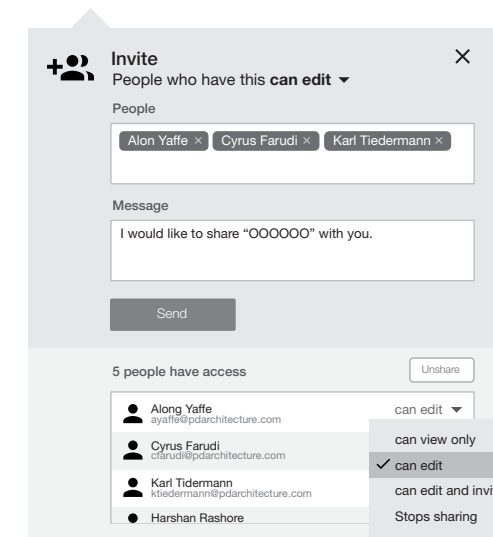 Invite
People who have this can edit
People
Alon Yaffe × Cyrus Farudi × Karl Tiedermann ×
Message
I would like to share “OOOOOO” with you.
Send
5 people have access Unshare
Along Yaffe can edit
ayaffe@pdarchitecture.com
can view only
Cyrus Farudi
cfarudi@pdarchitecture.com
can edit
Karl Tidermann
ktiedermann@pdarchitecture.com
can edit and invi
Harshan Rashore
Stops sharing